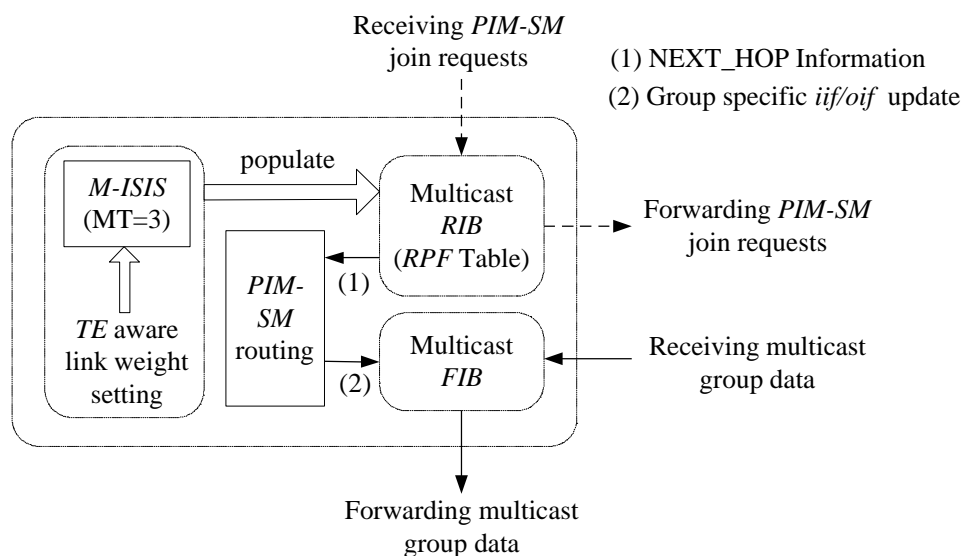 Receiving PIM-SM
join requests
(1) NEXT_HOP Information
(2) Group specific iif/oif update
populate
M-ISIS
(MT=3)
TE aware
link weight
setting
Multicast
RIB
(RPF Table)
Forwarding PIM-SM
join requests
(1)
PIM-
SM
routing
(2)
Multicast
FIB
Receiving multicast
group data
Forwarding multicast
group data